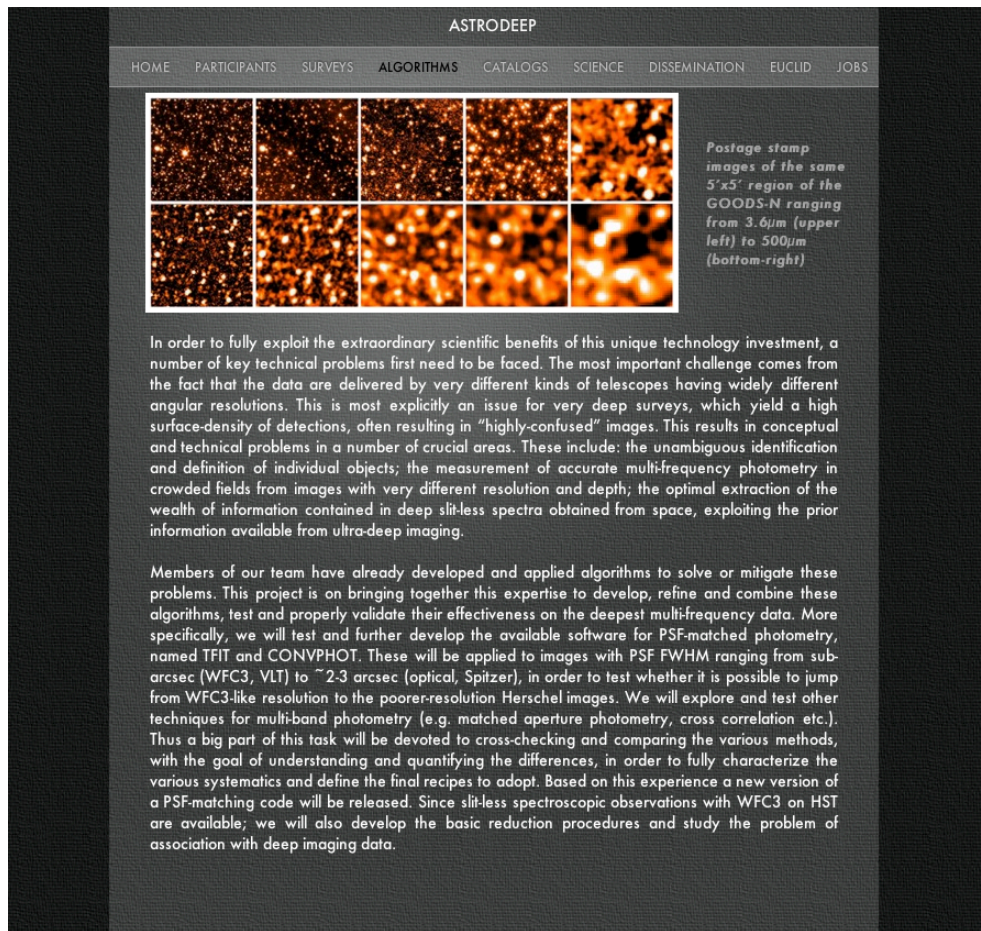 ASTRODEEP
HOME PARTICIPANTS SURVEYS ALGORITHMS CATALOGS SCIENCE DISSEMINATION EUCLID JOBS
Postage stamp
images of the same
5’x5’ region of the
GOODS-N ranging
from 3.6μm (upper
left) to 500μm
(bottom-right)
In order to fully exploit the extraordinary scientific benefits of this unique technology investment, a
number of key technical problems first need to be faced. The most important challenge comes from
the fact that the data are delivered by very different kinds of telescopes having widely different
angular resolutions. This is most explicitly an issue for very deep surveys, which yield a high
surface-density of detections, often resulting in “highly-confused” images. This results in conceptual
and technical problems in a number of crucial areas. These include: the unambiguous identification
and definition of individual objects; the measurement of accurate multi-frequency photometry in
crowded fields from images with very different resolution and depth; the optimal extraction of the
wealth of information contained in deep slit-less spectra obtained from space, exploiting the prior
information available from ultra-deep imaging.
Members of our team have already developed and applied algorithms to solve or mitigate these
problems. This project is on bringing together this expertise to develop, refine and combine these
algorithms, test and properly validate their effectiveness on the deepest multi-frequency data. More
specifically, we will test and further develop the available software for PSF-matched photometry,
named TFIT and CONVPHOT. These will be applied to images with PSF FWHM ranging from sub-
arcsec (WFC3, VLT) to ~2-3 arcsec (optical, Spitzer), in order to test whether it is possible to jump
from WFC3-like resolution to the poorer-resolution Herschel images. We will explore and test other
techniques for multi-band photometry (e.g. matched aperture photometry, cross correlation etc.).
Thus a big part of this task will be devoted to cross-checking and comparing the various methods,
with the goal of understanding and quantifying the differences, in order to fully characterize the
various systematics and define the final recipes to adopt. Based on this experience a new version of
a PSF-matching code will be released. Since slit-less spectroscopic observations with WFC3 on HST
are available; we will also develop the basic reduction procedures and study the problem of
association with deep imaging data.